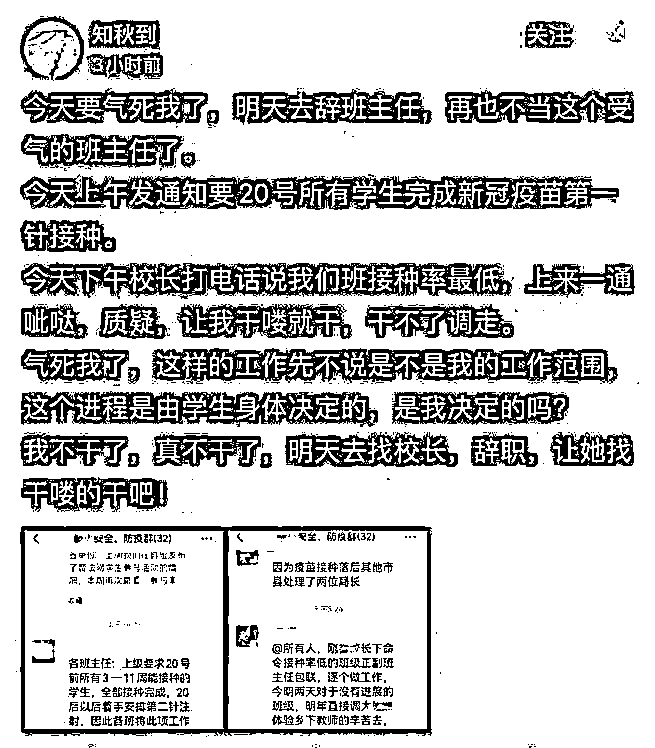 知秋到
关注
3小时前
今天要气死我了，明天去辞班主任，再也不当这个受
气的班主任了。
今天上午发通知要20号所有学生完成新冠疫苗第一
针接种。
今天下午校长打电话说我们班接种率最低，上来一通
呲哒，质疑，让我干喽就干，干不了调走。
气死我了，这样的工作先不说是不是我的工作范围，
这个进程是由学生身体决定的，是我决定的吗？
我不干了，真不干了，明天去找校长，辞职，让她找
干喽的干吧！
安全、防疫群(32)
各班主任：上级要求20号
前所有3—11周能接种的
学生，全部接种完成，20
后以后着手安排第二针注
射，因此各班将此项工作
安全、防疫群(32)
因为疫苗接种落后其他市
县处理了两位局长
@所有人，刚 校长下命
令接种率低的班级正副班
主任包联，逐个做工作，
今明两天对于没有进展的
班级，明年直接调大
体验乡下教师的辛苦去。